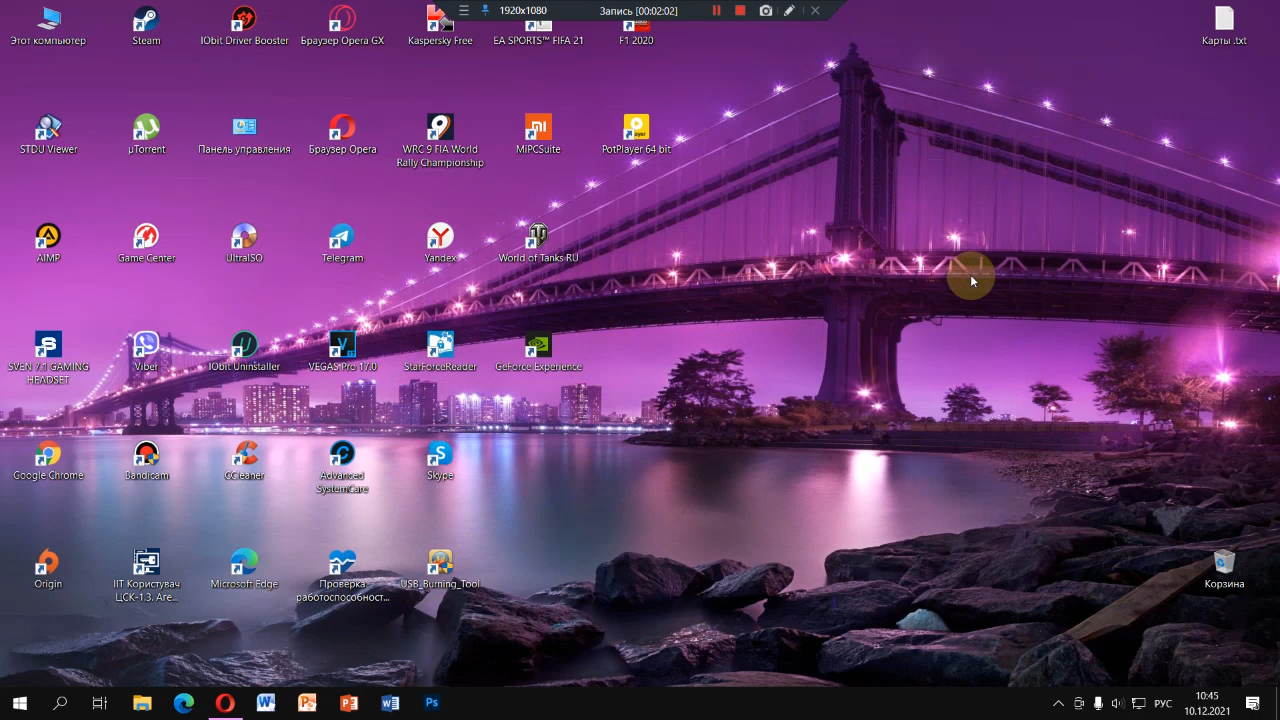 1920x1080
Запись [00:02:02]
Этот компьютер
Steam
IObit Driver Booster
Браузер Opera GX
Kaspersky Free
EA SPORTS™ FIFA 21
F1 2020
Карты .txt
STDU Viewer
µTorrent
Панель управления
Браузер Opera
WRC 9 FIA World
Rally Championship
MiPCSuite
PotPlayer 64 bit
AIMP
Game Center
UltraISO
Telegram
Yandex
World of Tanks RU
SVEN 7.1 GAMING
HEADSET
Viber
IObit Uninstaller
VEGAS Pro 17.0
StarForceReader
GeForce Experience
Google Chrome
Bandicam
CCleaner
Advanced
SystemCare
Skype
Origin
ІІТ Користувач
ЦСК-1.3. Аге...
Microsoft Edge
Проверка
работоспособност...
USB_Burning_Tool
Корзина
РУС
10:45
10.12.2021